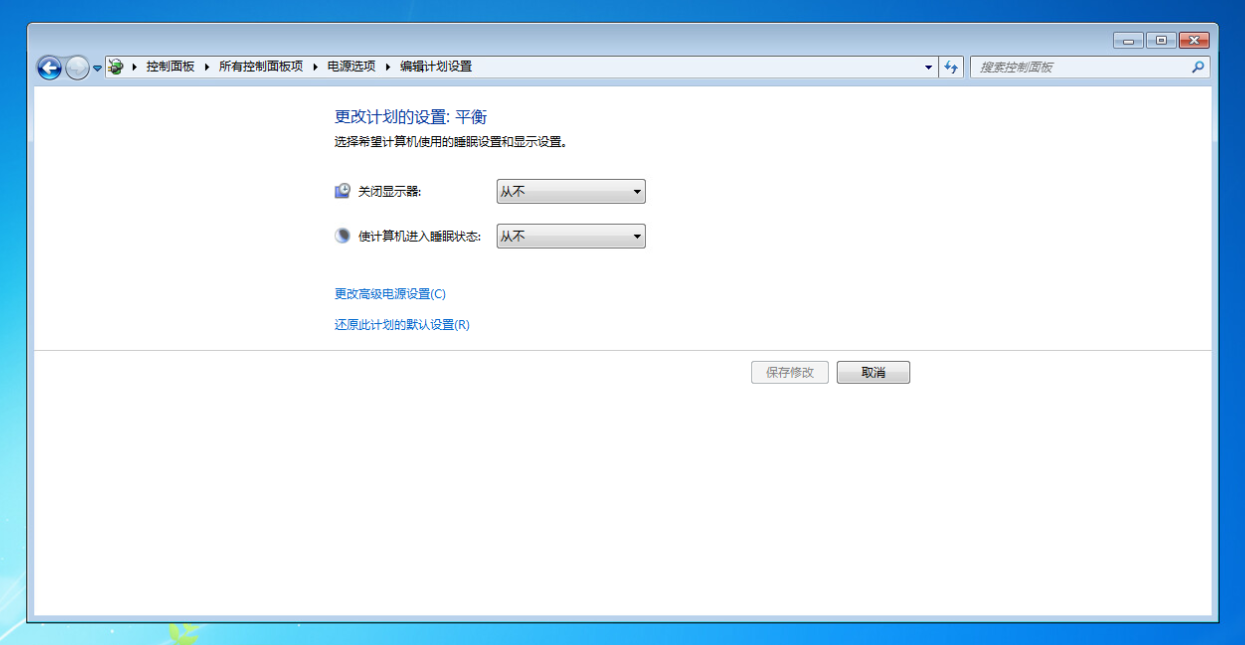 控制面板 ▸ 所有控制面板项 ▸ 电源选项 ▸ 编辑计划设置
搜索控制面板
更改计划的设置: 平衡
选择希望计算机使用的睡眠设置和显示设置。
关闭显示器: 从不
使计算机进入睡眠状态: 从不
更改高级电源设置(C)
还原此计划的默认设置(R)
保存修改 取消